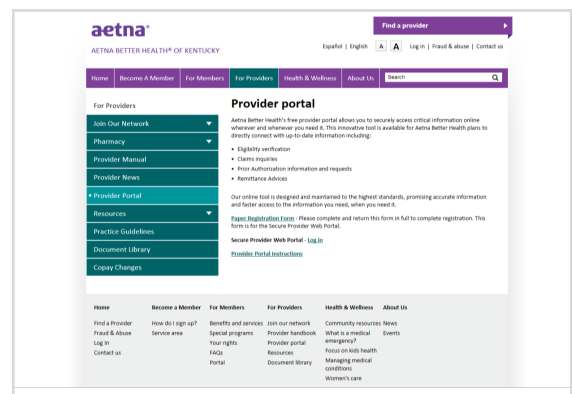 aetna®
Find a provider
AETNA BETTER HEALTH® OF KENTUCKY
Español | English A A Log in | Fraud & abuse | Contact us
Home Become A Member For Members For Providers Health & Wellness About Us Search
For Providers
Join Our Network
Pharmacy
Provider Manual
Provider News
• Provider Portal
Resources
Practice Guidelines
Document Library
Copay Changes
Provider portal
Aetna Better Health's free provider portal allows you to securely access critical information online
wherever and whenever you need it. This innovative tool is available for Aetna Better Health plans to
directly connect with up-to-date information including:
• Eligibility verification
• Claims inquiries
• Prior Authorization information and requests
• Remittance Advices
Our online tool is designed and maintained to the highest standards, promising accurate information
and faster access to the information you need, when you need it.
Paper Registration Form - Please complete and return this form in full to complete registration. This
form is for the Secure Provider Web Portal.
Secure Provider Web Portal - Log in
Provider Portal Instructions
Home
Find a Provider
Fraud & Abuse
Log In
Contact us
Become a Member
How do I sign up?
Service area
For Members
Benefits and services
Special programs
Your rights
FAQs
Portal
For Providers
Join our network
Provider handbook
Provider portal
Resources
Document library
Health & Wellness
Community resources
What is a medical
emergency?
Focus on kids health
Managing medical
conditions
Women's care
About Us
News
Events